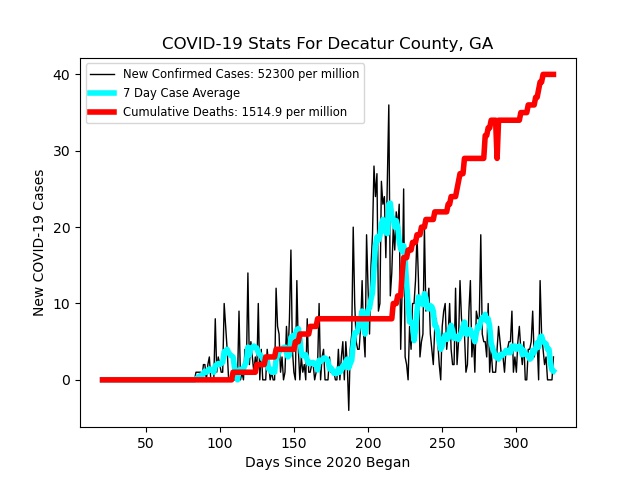 COVID-19 Stats For Decatur County, GA
New Confirmed Cases: 52300 per million
7 Day Case Average
Cumulative Deaths: 1514.9 per million
40
30
20
10
0
New COVID-19 Cases
50 100 150 200 250 300
Days Since 2020 Began